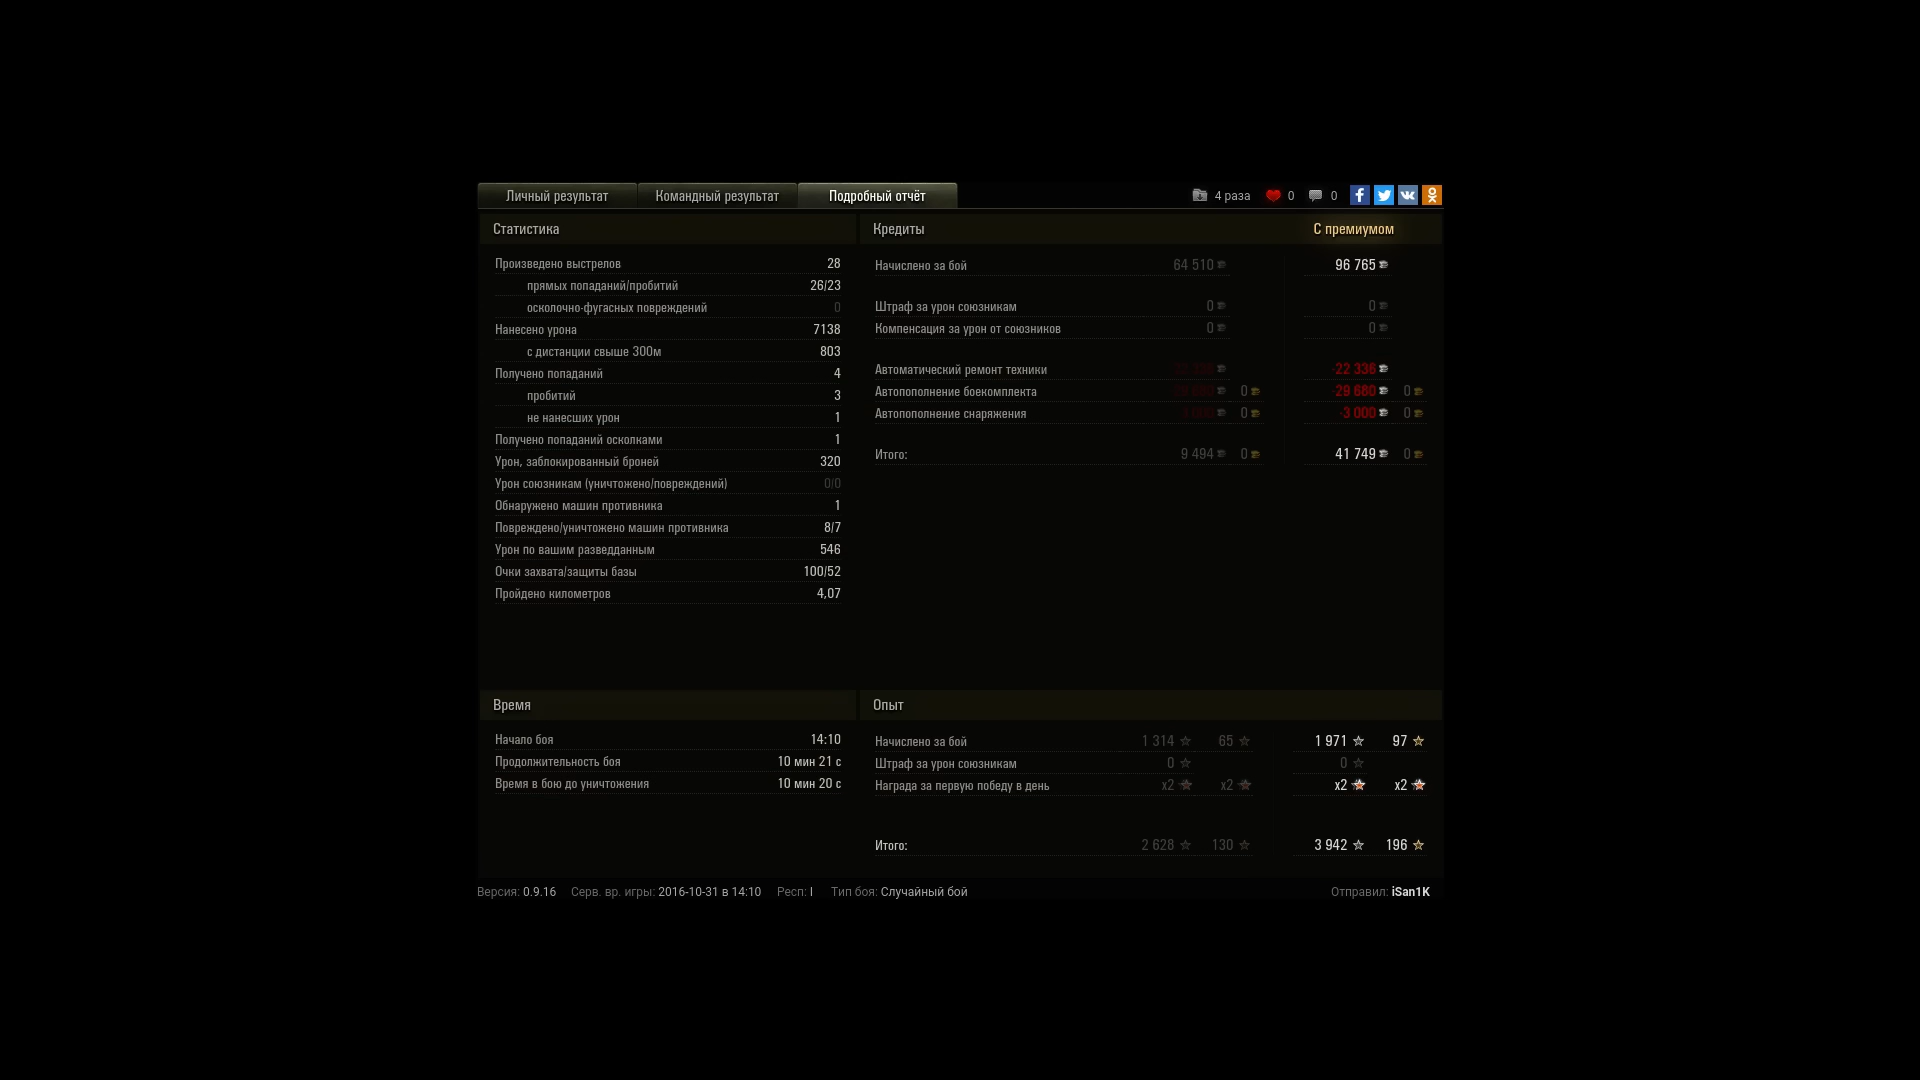 Личный результат
Командный результат
Подробный отчёт
4 раза
0
0
Статистика
Произведено выстрелов 28
прямых попаданий/пробитий 26/23
осколочно-фугасных повреждений 0
Нанесено урона 7138
с дистанции свыше 300м 803
Получено попаданий 4
пробитий 3
не нанесших урон 1
Получено попаданий осколками 1
Урон, заблокированный броней 320
Урон союзникам (уничтожено/повреждений) 0/0
Обнаружено машин противника 1
Повреждено/уничтожено машин противника 8/7
Урон по вашим разведданным 546
Очки захвата/защиты базы 100/52
Пройдено километров 4,07
Кредиты С премиумом
Начислено за бой 64 510 96 765
Штраф за урон союзникам 0 0
Компенсация за урон от союзников 0 0
Автоматический ремонт техники -22 336
Автопополнение боекомплекта 0 -29 680 0
Автопополнение снаряжения 0 -3 000 0
Итого: 9 494 0 41 749 0
Время
Начало боя 14:10
Продолжительность боя 10 мин 21 с
Время в бою до уничтожения 10 мин 20 с
Опыт
Начислено за бой 1 314 65 1 971 97
Штраф за урон союзникам 0 0
Награда за первую победу в день x2 x2 x2 x2
Итого: 2 628 130 3 942 196
Версия: 0.9.16 Серв. вр. игры: 2016-10-31 в 14:10 Респ: I Тип боя: Случайный бой Отправил: iSan1K